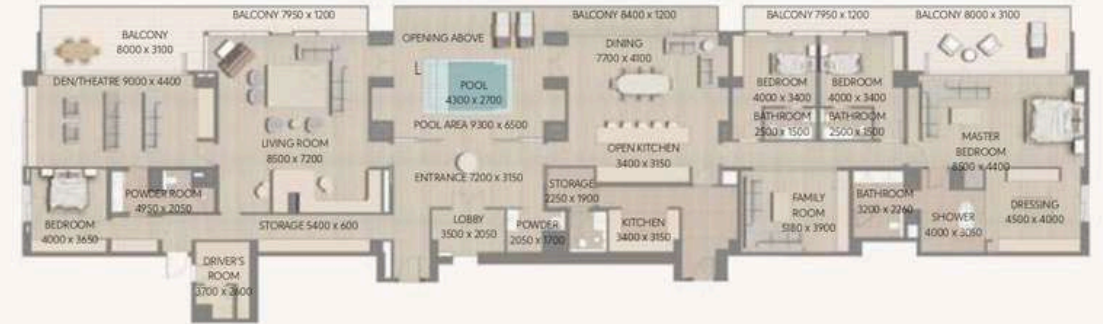 BALCONY 7950 x 1200
BALCONY 8400 x 1200
BALCONY 7950 x 1200
BALCONY 8000 x 3100
BALCONY
8000 x 3100
OPENING ABOVE
DINING
7700 x 4100
DEN/THEATRE 9000 x 4400
L
POOL
4300 x 2700
BEDROOM
4000 x 3400
BEDROOM
4000 x 3400
POOL AREA 9300 x 6500
BATHROOM
2500 x 1500
BATHROOM
2500 x 1500
LIVING ROOM
8500 x 7200
OPEN KITCHEN
3400 x 3150
MASTER
BEDROOM
8500 x 4400
ENTRANCE 7200 x 3150
STORAGE
2250 x 1900
POWDER ROOM
4950 x 2050
FAMILY
ROOM
5180 x 3900
BATHROOM
3200 x 2260
DRESSING
4500 x 4000
BEDROOM
4000 x 3650
STORAGE 5400 x 600
LOBBY
3500 x 2050
POWDER
2050 x 1700
KITCHEN
3400 x 3150
SHOWER
4000 x 3050
DRIVER'S
ROOM
3700 x 2600